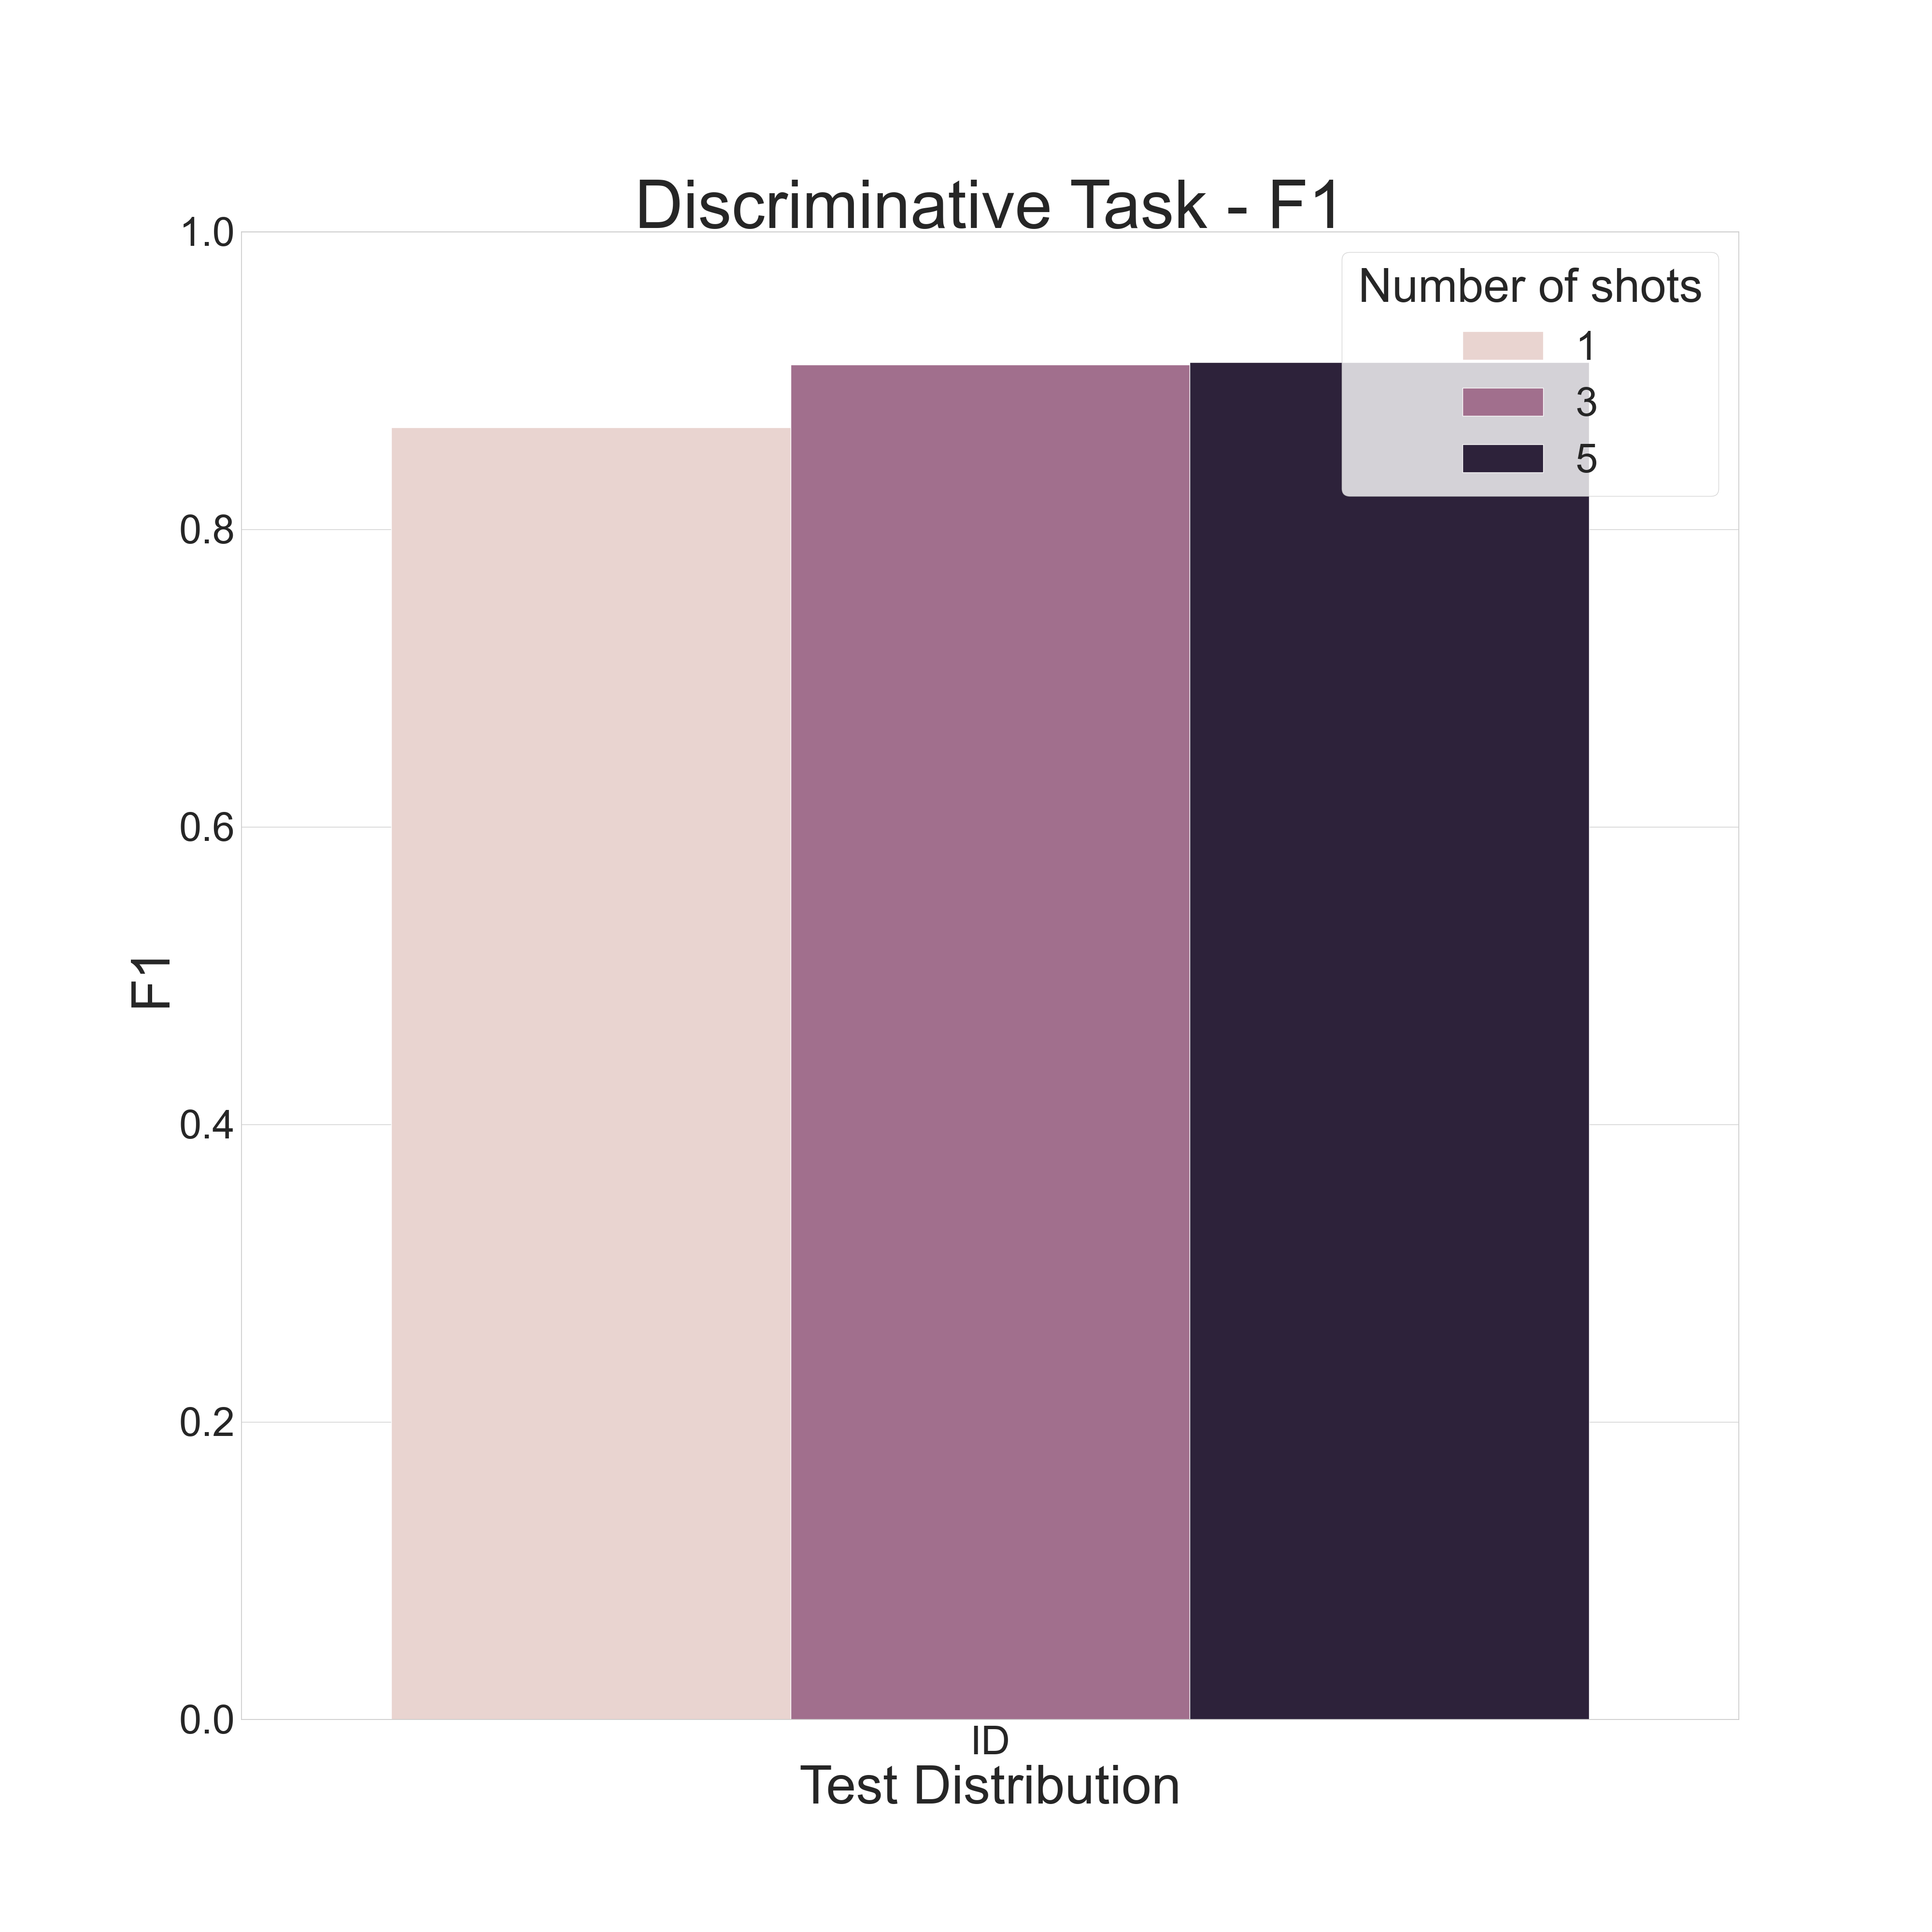 Discriminative Task - F1
1.0
0.8
0.6
0.4
0.2
0.0
F1
Number of shots
1
3
5
ID
Test Distribution